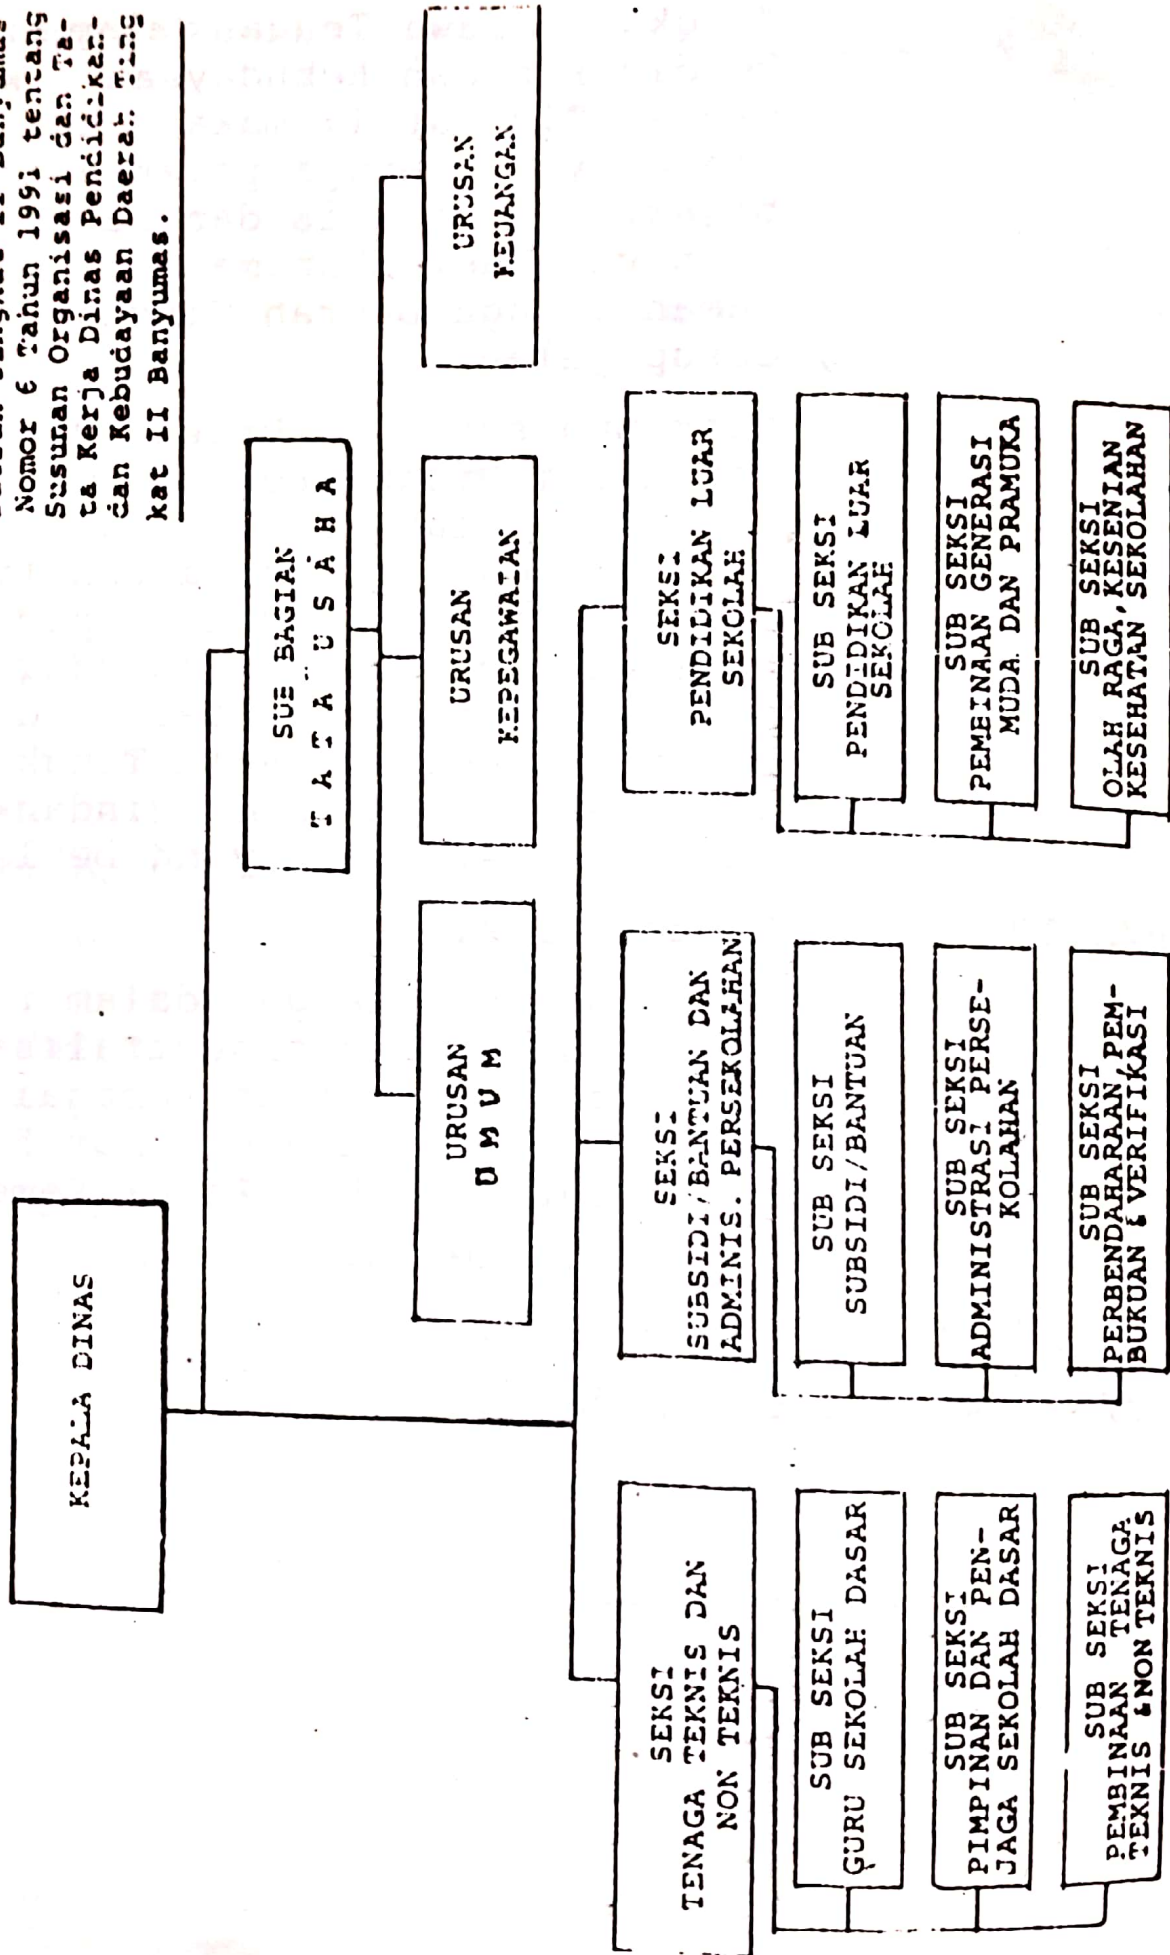 Nomor 6 Tahun 1991 tentang
Susunan Organisasi dan Ta-
ta Kerja Dinas Pendidikan
dan Kebudayaan Daerah Ting
kat II Banyumas.
KEPALA DINAS
SUB BAGIAN
T A T A U S A H A
URUSAN
U M U M
URUSAN
KEPEGAWAIAN
URUSAN
KEUANGAN
SEKSI
TENAGA TEKNIS DAN
NON TEKNIS
SUB SEKSI
GURU SEKOLAH DASAR
SUB SEKSI
PIMPINAN DAN PEN-
JAGA SEKOLAH DASAR
SUB SEKSI
PEMBINAAN TENAGA
TEKNIS & NON TEKNIS
SEKSI
SUBSIDI/BANTUAN DAN
ADMINIS. PERSEKOLAHAN
SUB SEKSI
SUBSIDI/BANTUAN
SUB SEKSI
ADMINISTRASI PERSE-
KOLAHAN
SUB SEKSI
PERBENDAHARAAN, PEM-
BUKUAN & VERIFIKASI
SEKSI
PENDIDIKAN LUAR
SEKOLAH
SUB SEKSI
PENDIDIKAN LUAR
SEKOLAH
SUB SEKSI
PEMBINAAN GENERASI
MUDA DAN PRAMUKA
SUB SEKSI
OLAH RAGA, KESENIAN
KESEHATAN SEKOLAHAN